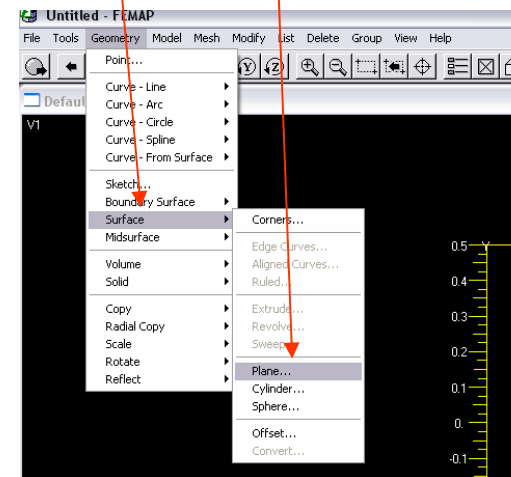 Untitled - FEMAP
File Tools Geometry Model Mesh Modify List Delete Group View Help
Point...
Defaul
V1
Curve - Line
Curve - Arc
Curve - Circle
Curve - Spline
Curve - From Surface
Sketch...
Boundary Surface
Surface
Midsurface
Volume
Solid
Copy
Radial Copy
Scale
Rotate
Reflect
Corners...
Edge Curves...
Aligned Curves...
Ruled...
Extrude...
Revolve...
Sweep...
Plane...
Cylinder...
Sphere...
Offset...
Convert...
0.5 Y
0.4
0.3
0.2
0.1
0.
-0.1